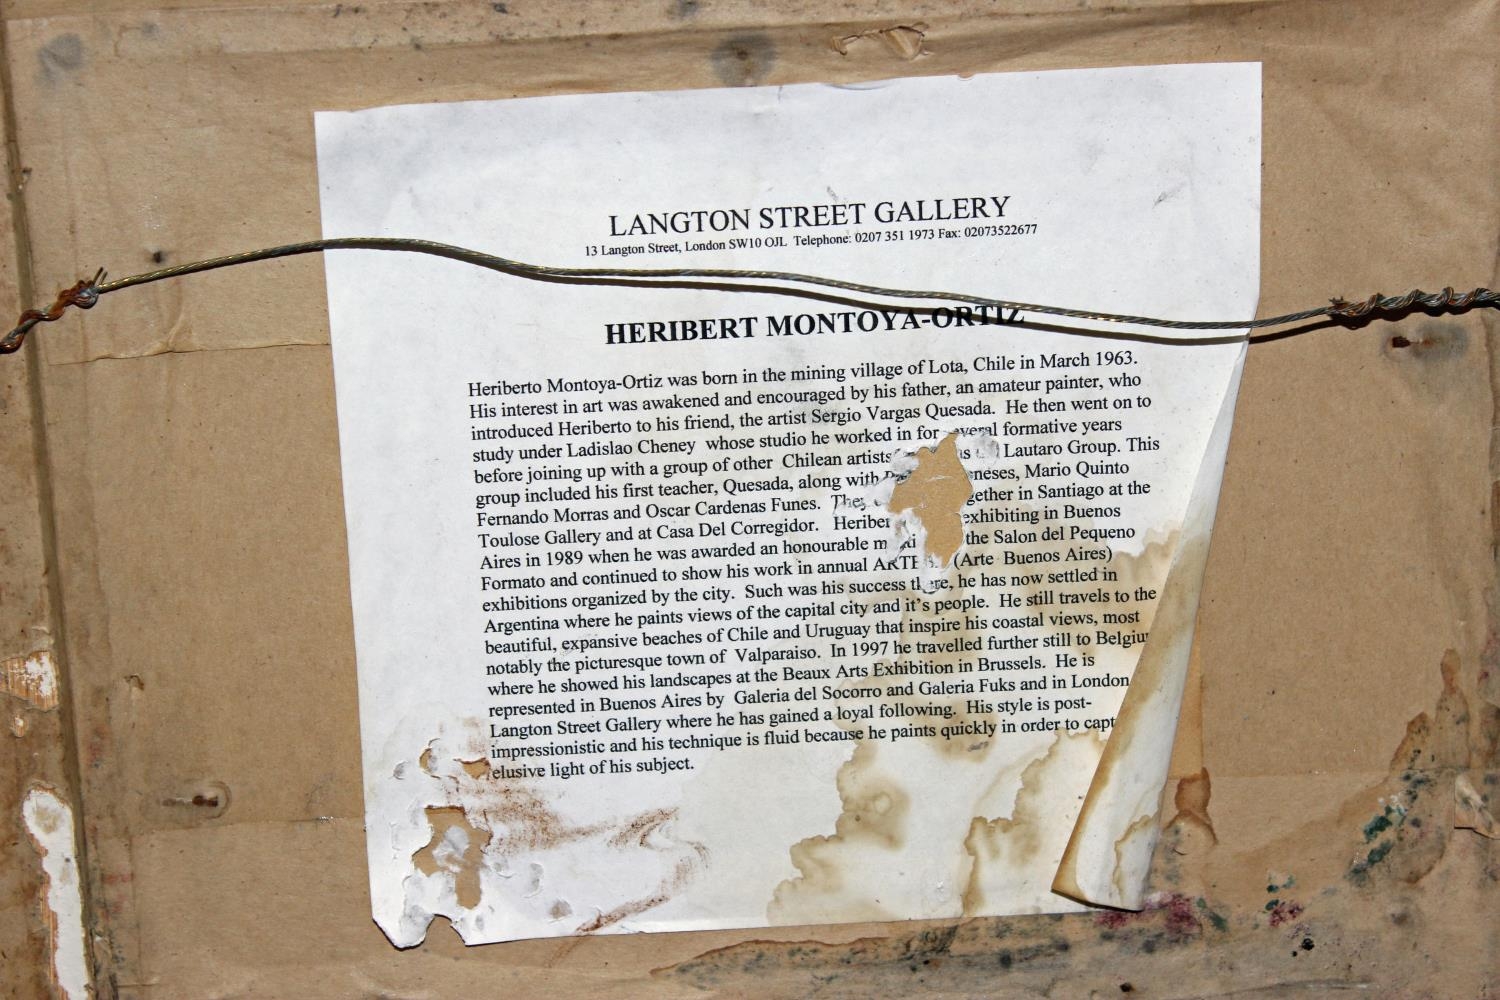 LANGTON STREET GALLERY
13 Langton Street, London SW10 OJL Telephone: 0207 351 1973 Fax: 02073522677
HERIBERT MONTOYA-ORTIZ
Heriberto Montoya-Ortiz was born in the mining village of Lota, Chile in March 1963.
His interest in art was awakened and encouraged by his father, an amateur painter, who
introduced Heriberto to his friend, the artist Sergio Vargas Quesada. He then went on to
study under Ladislao Cheney whose studio he worked in for several formative years
before joining up with a group of other Chilean artists Lautaro Group. This
group included his first teacher, Quesada, along with neses, Mario Quinto
Fernando Morras and Oscar Cardenas Funes. They gether in Santiago at the
Toulose Gallery and at Casa Del Corregidor. Heriber exhibiting in Buenos
Aires in 1989 when he was awarded an honourable m the Salon del Pequeno
Formato and continued to show his work in annual ARTE (Arte Buenos Aires)
exhibitions organized by the city. Such was his success there, he has now settled in
Argentina where he paints views of the capital city and it's people. He still travels to the
beautiful, expansive beaches of Chile and Uruguay that inspire his coastal views, most
notably the picturesque town of Valparaiso. In 1997 he travelled further still to Belgium
where he showed his landscapes at the Beaux Arts Exhibition in Brussels. He is
represented in Buenos Aires by Galeria del Socorro and Galeria Fuks and in London
Langton Street Gallery where he has gained a loyal following. His style is post-
impressionistic and his technique is fluid because he paints quickly in order to capt
elusive light of his subject.